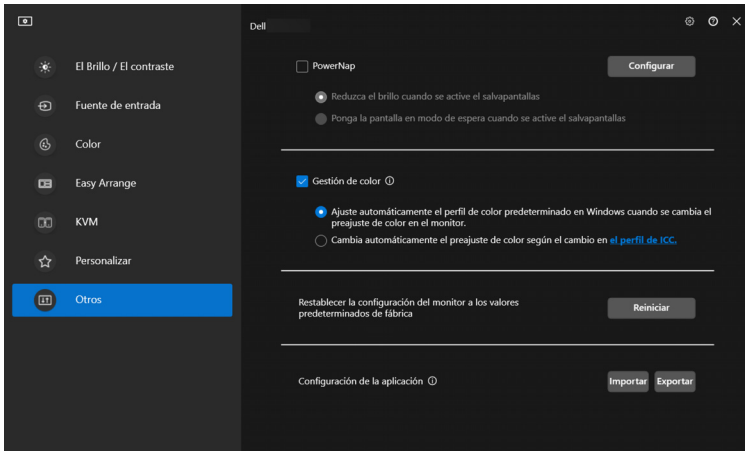 Dell
El Brillo / El contraste
Fuente de entrada
Color
Easy Arrange
KVM
Personalizar
Otros
PowerNap
Configurar
Reduzca el brillo cuando se active el salvapantallas
Ponga la pantalla en modo de espera cuando se active el salvapantallas
Gestión de color
Ajuste automáticamente el perfil de color predeterminado en Windows cuando se cambia el
preajuste de color en el monitor.
Cambia automáticamente el preajuste de color según el cambio en el perfil de ICC.
Restablecer la configuración del monitor a los valores
predeterminados de fábrica
Reiniciar
Configuración de la aplicación
Importar
Exportar